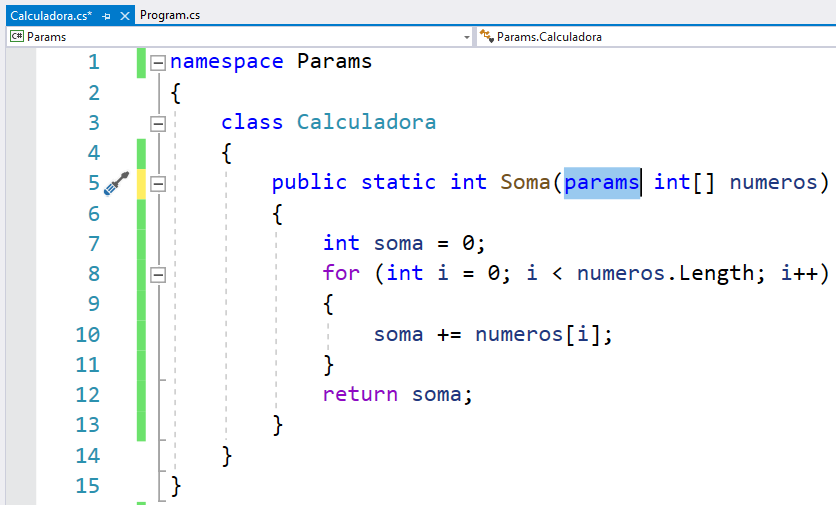 Calculadora.cs* Program.cs
C# Params Params.Calculadora
1 namespace Params
2 {
3 class Calculadora
4 {
5 public static int Soma(params int[] numeros)
6 {
7 int soma = 0;
8 for (int i = 0; i < numeros.Length; i++)
9 {
10 soma += numeros[i];
11 }
12 return soma;
13 }
14 }
15 }